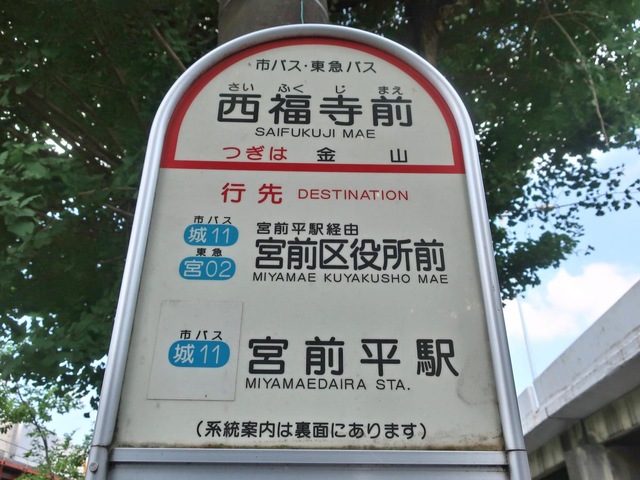 市バス・東急バス
さい ふく じ まえ
西福寺前
SAIFUKUJI MAE
つぎは 金山
行先 DESTINATION
市バス
城11
東急
宮02
宮前平駅経由
宮前区役所前
MIYAMAE KUYAKUSHO MAE
市バス
城11
宮前平駅
MIYAMAEDAIRA STA.
(系統案内は裏面にあります)